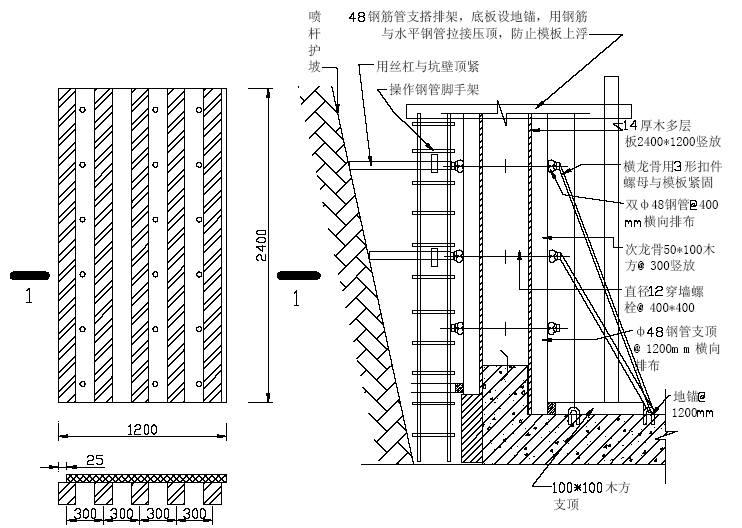 喷
杆
护
坡
48钢筋管支搭排架，底板设地锚，用钢筋
与水平钢管拉接压顶，防止模板上浮
用丝杠与坑壁顶紧
操作钢管脚手架
14厚木多层
板2400*1200竖放
横龙骨用3形扣件
螺母与模板紧固
双φ48钢管@400
mm横向排布
次龙骨50*100木
方@ 300竖放
直径12穿墙螺
栓@ 400*400
φ48钢管支顶
@ 1200mm 横向
排布
地锚@
1200mm
100*100木方
支顶
2400
1
1
1200
25
300
300
300
300